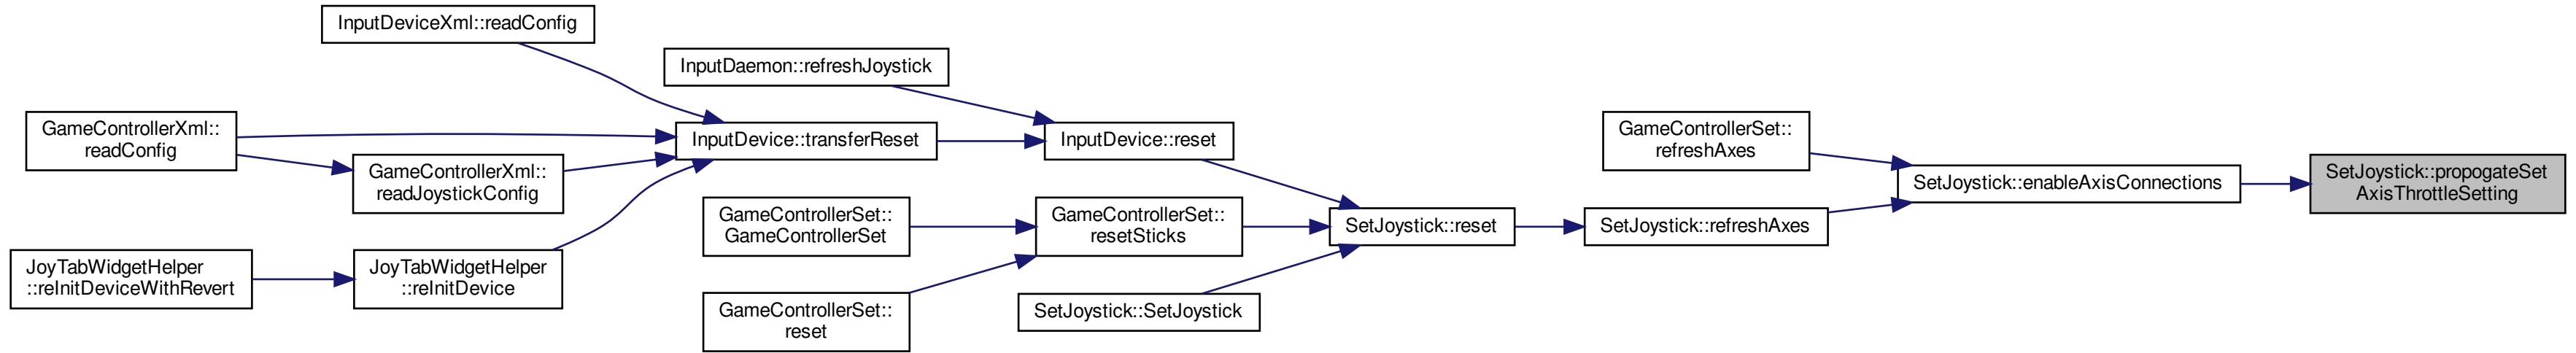 InputDeviceXml::readConfig
InputDaemon::refreshJoystick
GameControllerXml::
readConfig
InputDevice::transferReset
InputDevice::reset
GameControllerSet::
refreshAxes
GameControllerXml::
readJoystickConfig
SetJoystick::enableAxisConnections
SetJoystick::propogateSet
AxisThrottleSetting
GameControllerSet::
GameControllerSet
GameControllerSet::
resetSticks
SetJoystick::reset
SetJoystick::refreshAxes
JoyTabWidgetHelper
::reInitDeviceWithRevert
JoyTabWidgetHelper
::reInitDevice
GameControllerSet::
reset
SetJoystick::SetJoystick